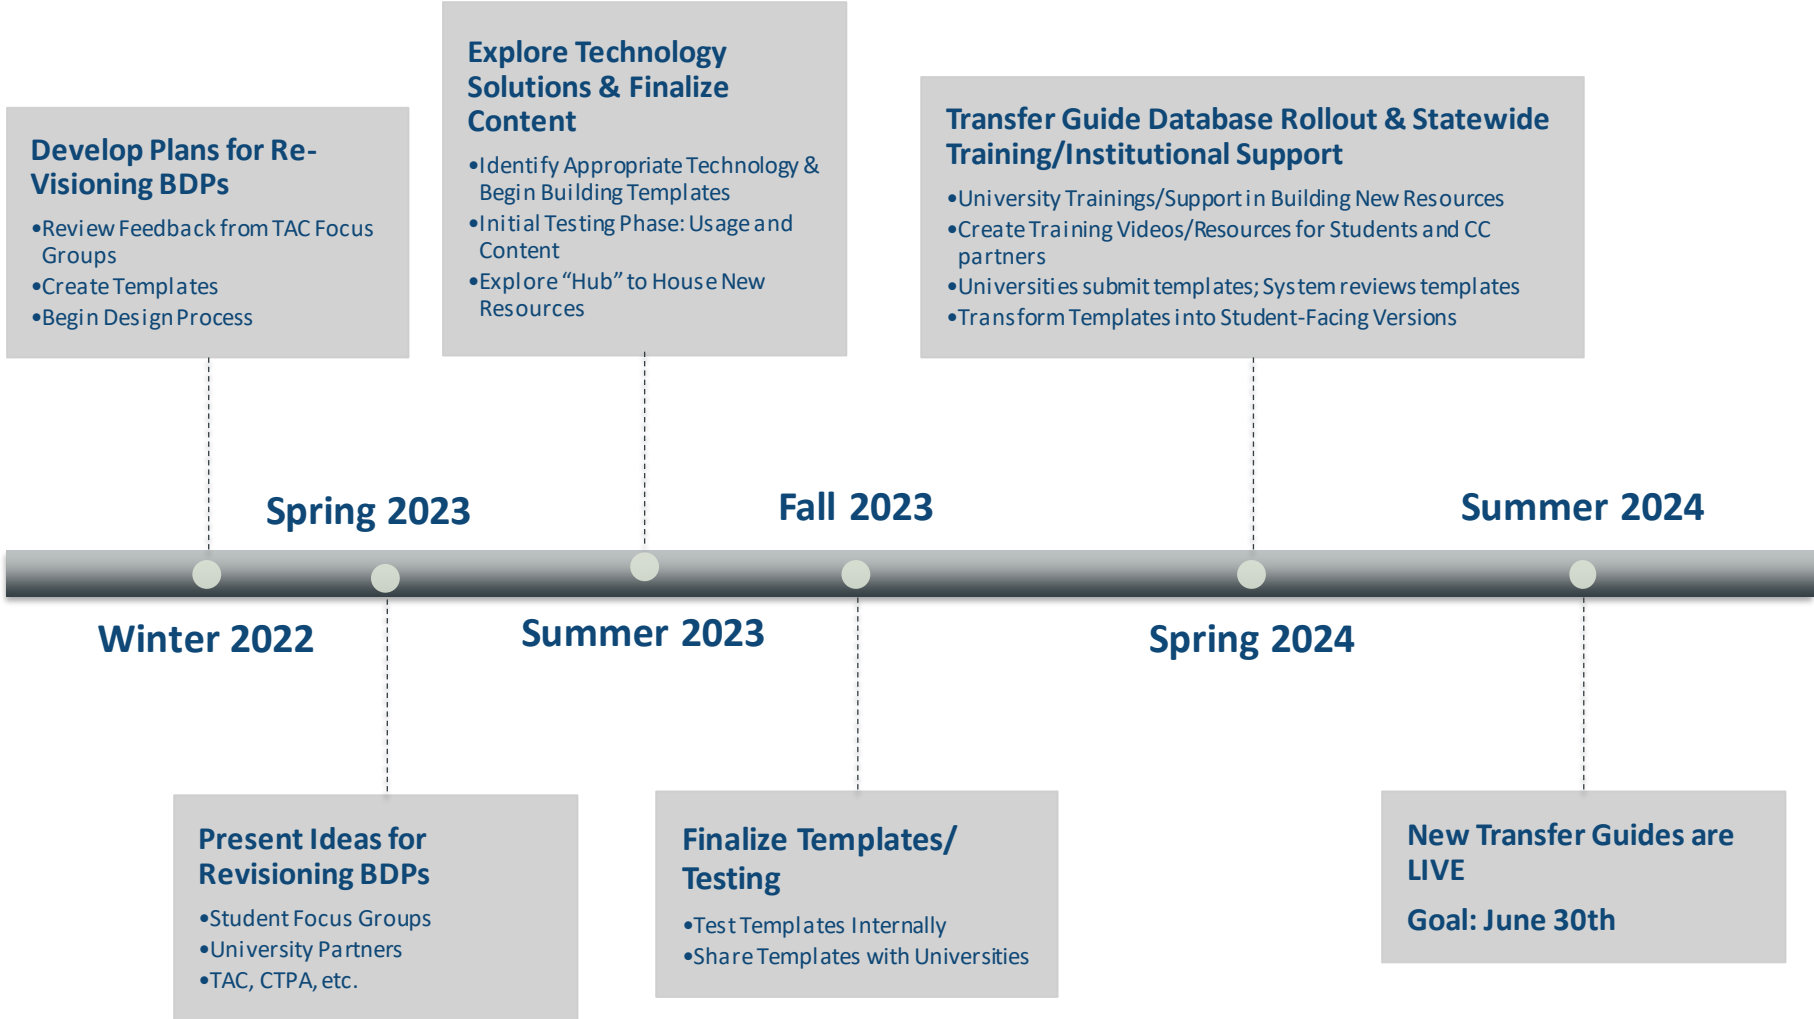 Develop Plans for Re-
Visioning BDPs
•Review Feedback from TAC Focus
Groups
•Create Templates
•Begin Design Process
Explore Technology
Solutions & Finalize
Content
•Identify Appropriate Technology &
Begin Building Templates
•Initial Testing Phase: Usage and
Content
•Explore “Hub” to House New
Resources
Transfer Guide Database Rollout & Statewide
Training/Institutional Support
•University Trainings/Support in Building New Resources
•Create Training Videos/Resources for Students and CC
partners
•Universities submit templates; System reviews templates
•Transform Templates into Student-Facing Versions
Spring 2023
Fall 2023
Summer 2024
Winter 2022
Summer 2023
Spring 2024
Present Ideas for
Revisioning BDPs
•Student Focus Groups
•University Partners
•TAC, CTPA, etc.
Finalize Templates/
Testing
•Test Templates Internally
•Share Templates with Universities
New Transfer Guides are
LIVE
Goal: June 30th